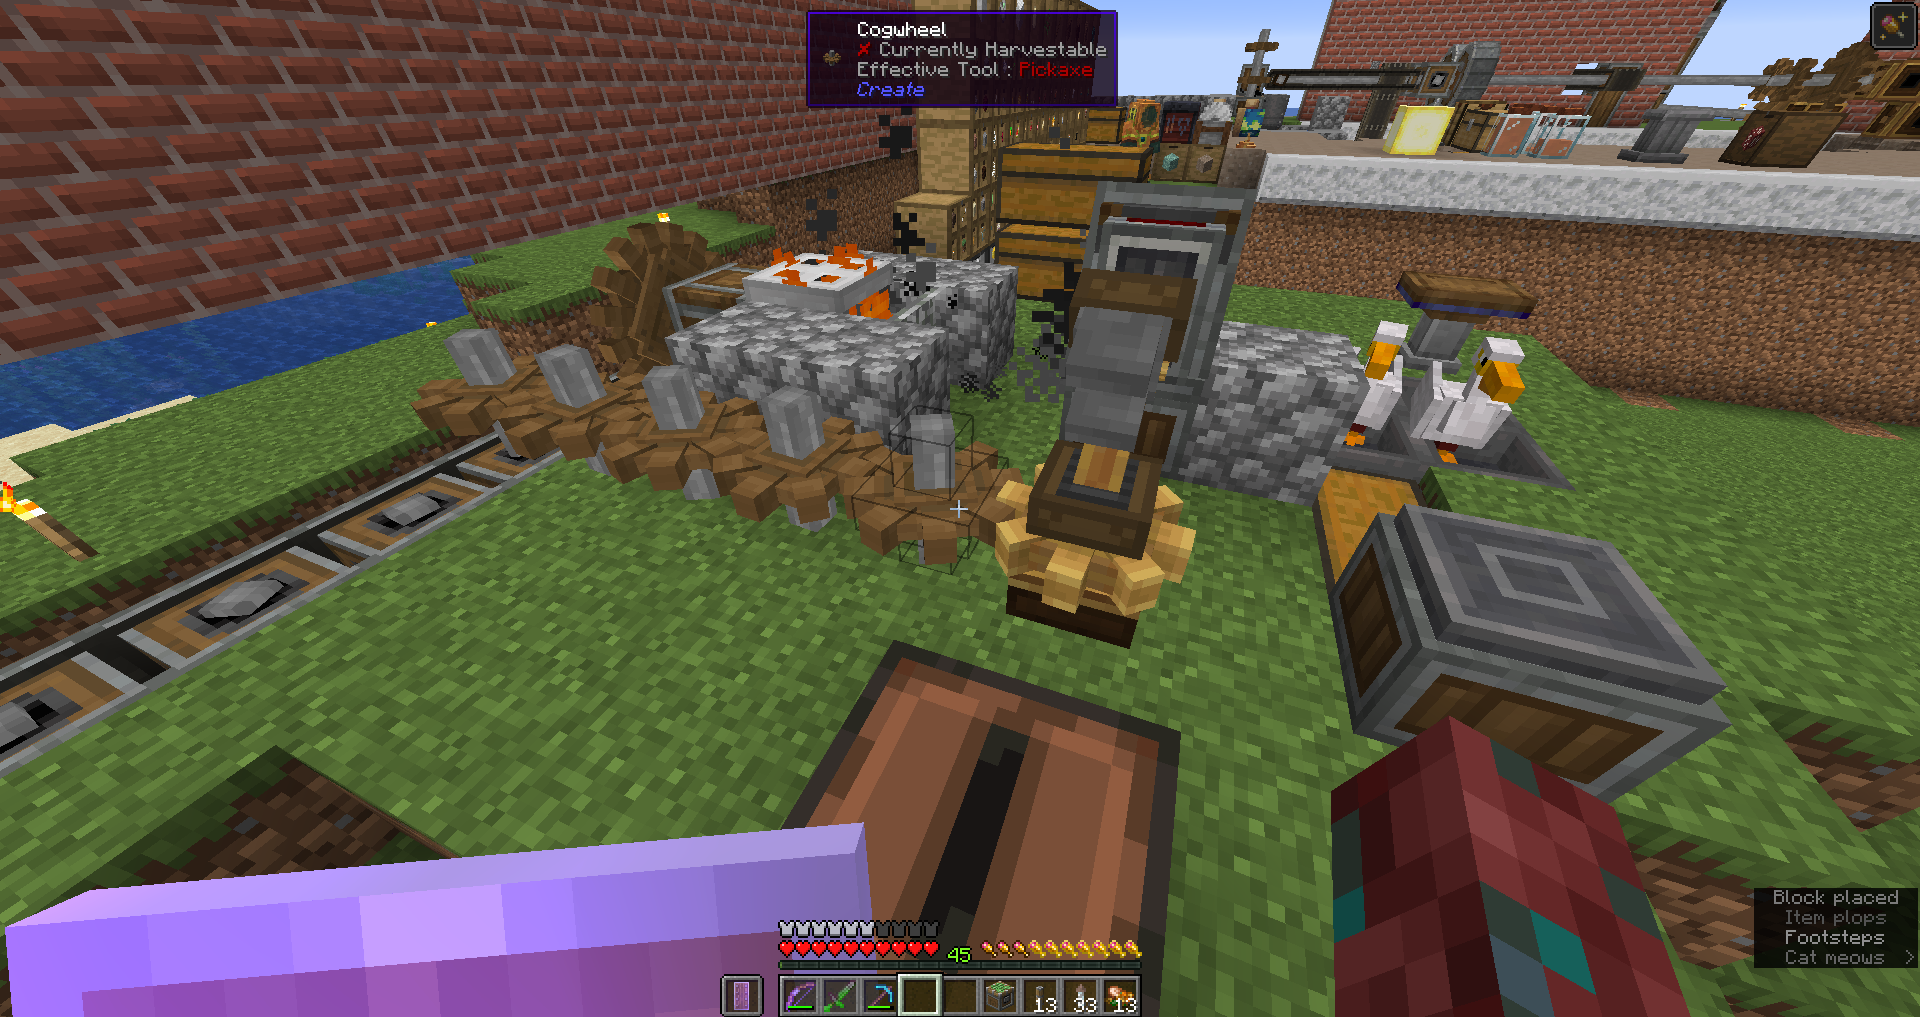 Cogwheel
✘ Currently Harvestable
Effective Tool : Pickaxe
Create
Block placed
Item plops
Footsteps
Cat meows >
45
13
33
13